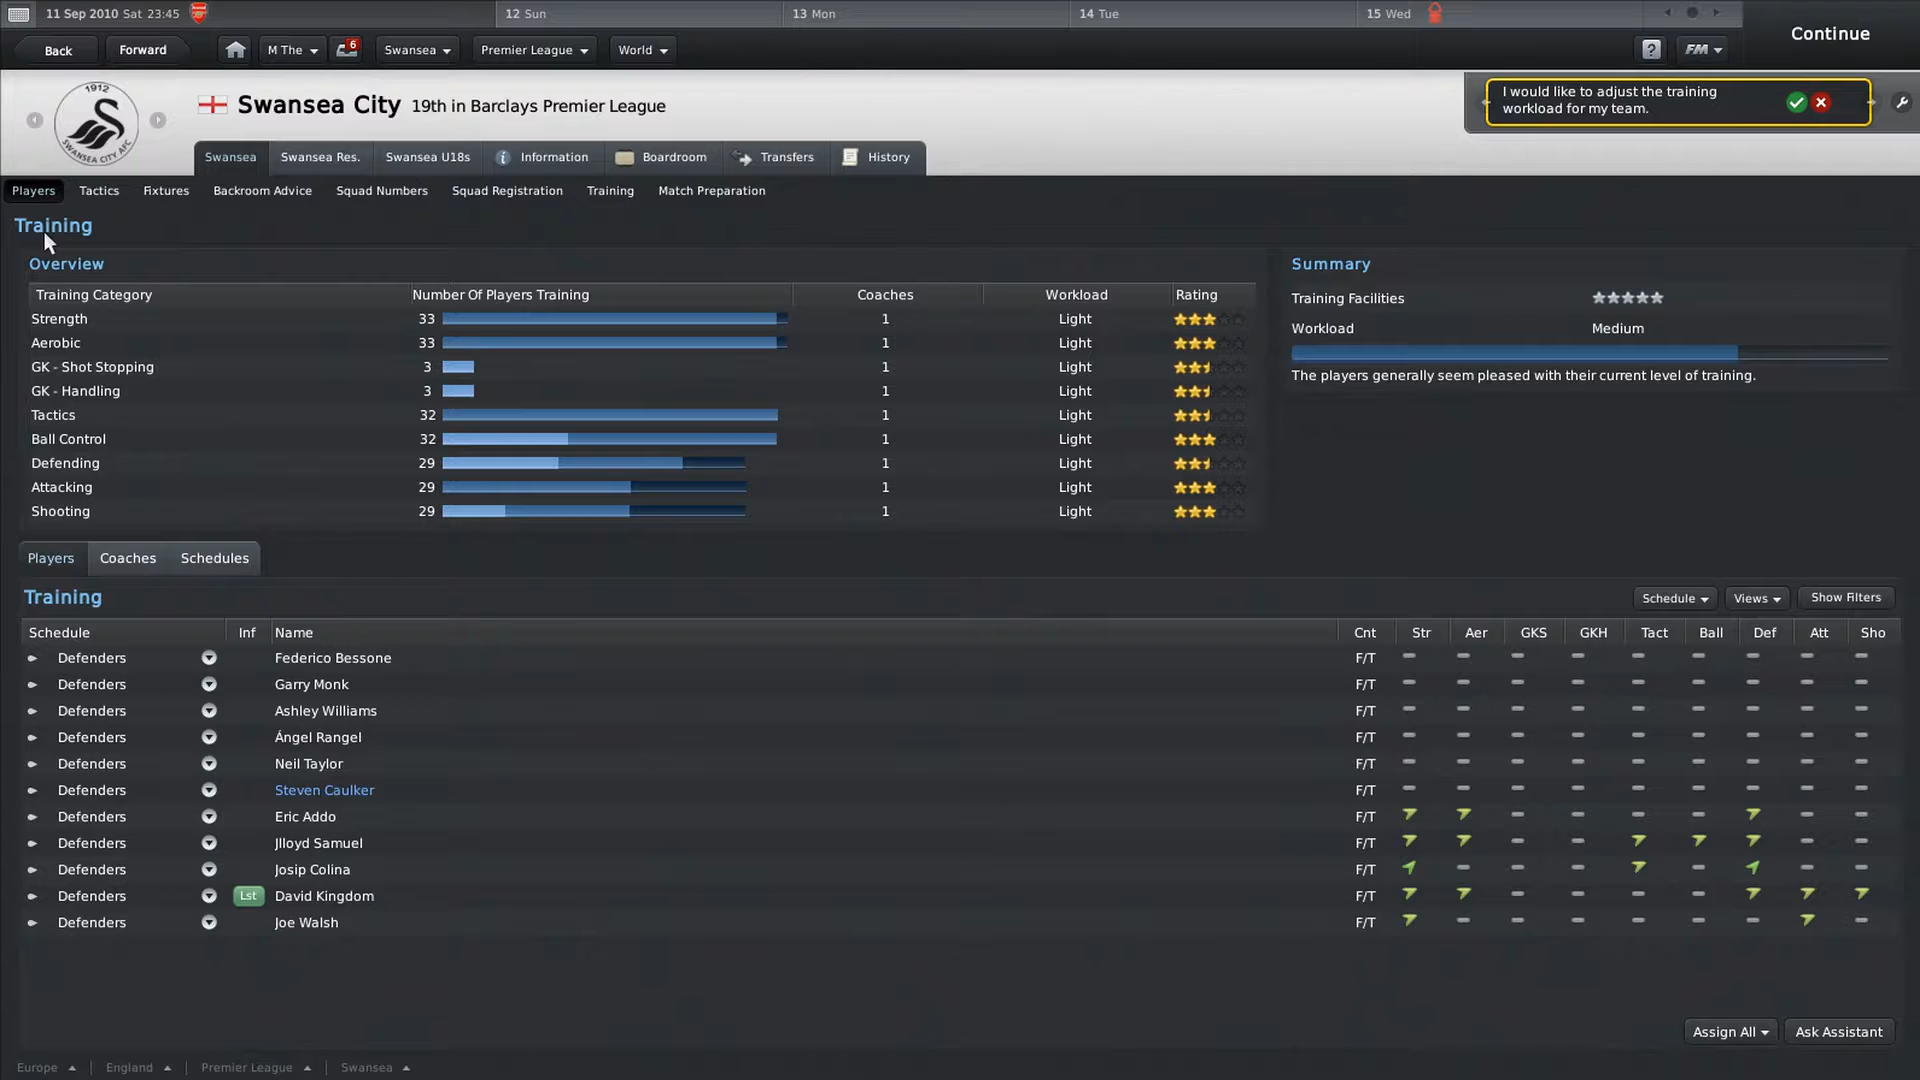 11 Sep 2010 Sat 23:45
12 Sun
13 Mon
14 Tue
15 Wed
Continue
Back
Forward
M The
6
Swansea
Premier League
World
?
FM
1912
SWANSEA CITY AFC
Swansea City 19th in Barclays Premier League
I would like to adjust the training
workload for my team.
Swansea
Swansea Res.
Swansea U18s
Information
Boardroom
Transfers
History
Players
Tactics
Fixtures
Backroom Advice
Squad Numbers
Squad Registration
Training
Match Preparation
Training
Overview
Training Category Number Of Players Training Coaches Workload Rating
Strength 33 1 Light
Aerobic 33 1 Light
GK - Shot Stopping 3 1 Light
GK - Handling 3 1 Light
Tactics 32 1 Light
Ball Control 32 1 Light
Defending 29 1 Light
Attacking 29 1 Light
Shooting 29 1 Light
Summary
Training Facilities
Workload Medium
The players generally seem pleased with their current level of training.
Players
Coaches
Schedules
Training
Schedule
Views
Show Filters
Schedule Inf Name Cnt Str Aer GKS GKH Tact Ball Def Att Sho
Defenders Federico Bessone F/T
Defenders Garry Monk F/T
Defenders Ashley Williams F/T
Defenders Ángel Rangel F/T
Defenders Neil Taylor F/T
Defenders Steven Caulker F/T
Defenders Eric Addo F/T
Defenders Jlloyd Samuel F/T
Defenders Josip Colina F/T
Defenders Lst David Kingdom F/T
Defenders Joe Walsh F/T
Assign All
Ask Assistant
Europe
England
Premier League
Swansea